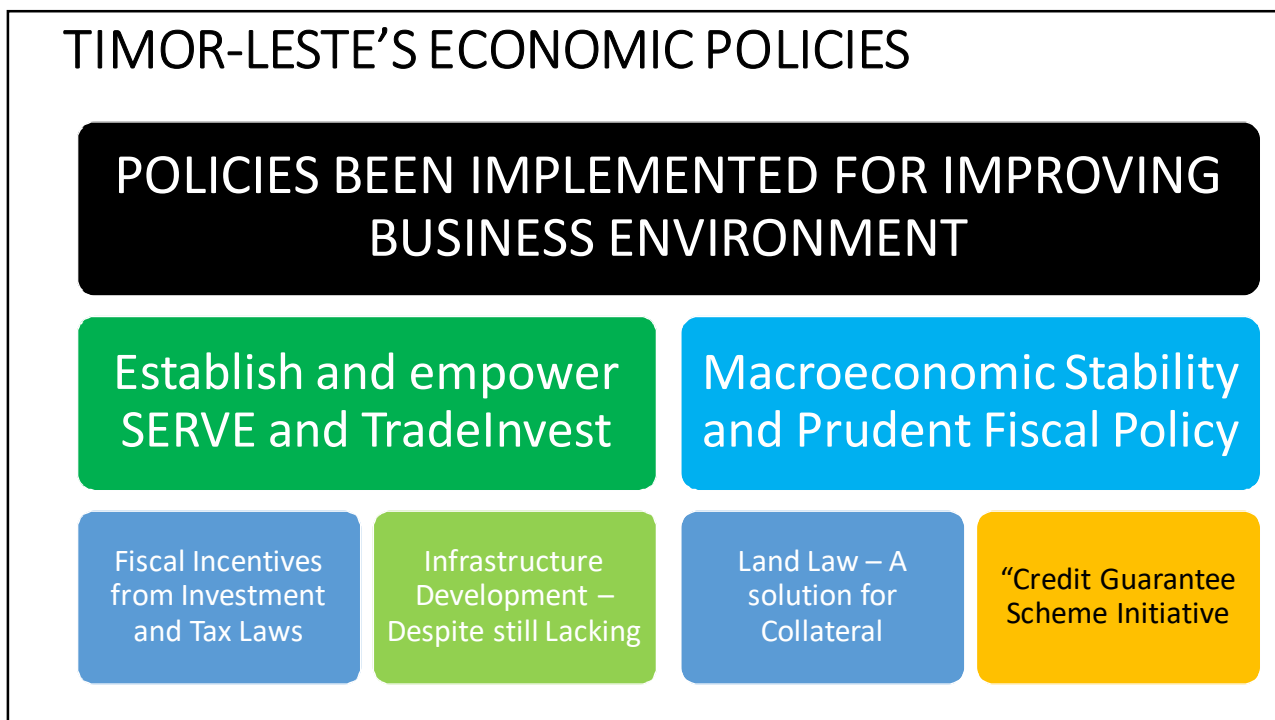 TIMOR-LESTE’S ECONOMIC POLICIES
POLICIES BEEN IMPLEMENTED FOR IMPROVING
BUSINESS ENVIRONMENT
Establish and empower
SERVE and TradeInvest
Macroeconomic Stability
and Prudent Fiscal Policy
Fiscal Incentives
from Investment
and Tax Laws
Infrastructure
Development –
Despite still Lacking
Land Law – A
solution for
Collateral
“Credit Guarantee
Scheme Initiative